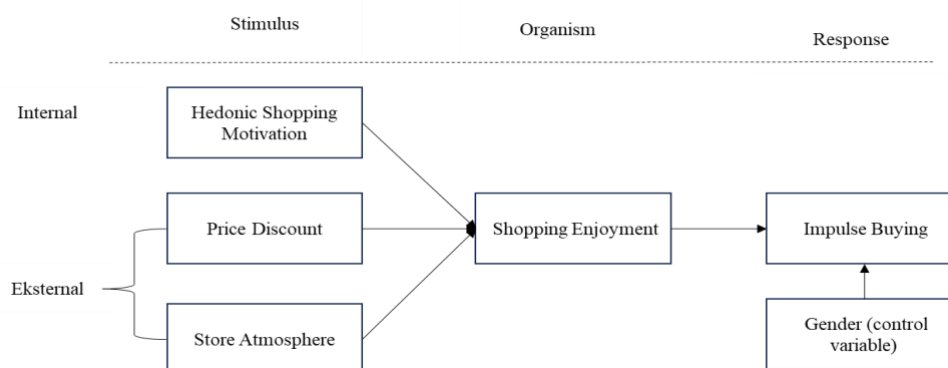 Stimulus
Organism
Response
Internal
Hedonic Shopping
Motivation
Price Discount
Shopping Enjoyment
Impulse Buying
Eksternal
Store Atmosphere
Gender (control
variable)